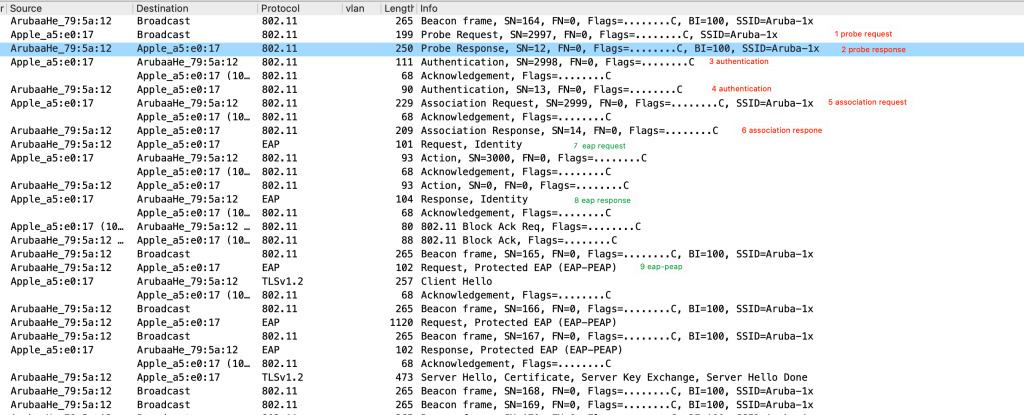 r Source Destination Protocol vlan Length Info
ArubaaHe_79:5a:12 Broadcast 802.11 265 Beacon frame, SN=164, FN=0, Flags=........C, BI=100, SSID=Aruba-1x
Apple_a5:e0:17 Broadcast 802.11 199 Probe Request, SN=2997, FN=0, Flags=........C, SSID=Aruba-1x 1 probe request
ArubaaHe_79:5a:12 Apple_a5:e0:17 802.11 250 Probe Response, SN=12, FN=0, Flags=........C, BI=100, SSID=Aruba-1x 2 probe response
Apple_a5:e0:17 ArubaaHe_79:5a:12 802.11 111 Authentication, SN=2998, FN=0, Flags=........C 3 authentication
Apple_a5:e0:17 (10… 802.11 68 Acknowledgement, Flags=........C
ArubaaHe_79:5a:12 Apple_a5:e0:17 802.11 90 Authentication, SN=13, FN=0, Flags=........C 4 authentication
Apple_a5:e0:17 ArubaaHe_79:5a:12 802.11 229 Association Request, SN=2999, FN=0, Flags=........C, SSID=Aruba-1x 5 association request
Apple_a5:e0:17 (10… 802.11 68 Acknowledgement, Flags=........C
ArubaaHe_79:5a:12 Apple_a5:e0:17 802.11 209 Association Response, SN=14, FN=0, Flags=........C 6 association respone
ArubaaHe_79:5a:12 Apple_a5:e0:17 EAP 101 Request, Identity 7 eap request
Apple_a5:e0:17 ArubaaHe_79:5a:12 802.11 93 Action, SN=3000, FN=0, Flags=........C
Apple_a5:e0:17 (10… 802.11 68 Acknowledgement, Flags=........C
ArubaaHe_79:5a:12 Apple_a5:e0:17 802.11 93 Action, SN=0, FN=0, Flags=........C
Apple_a5:e0:17 ArubaaHe_79:5a:12 EAP 104 Response, Identity 8 eap response
Apple_a5:e0:17 (10… 802.11 68 Acknowledgement, Flags=........C
Apple_a5:e0:17 (10… ArubaaHe_79:5a:12 … 802.11 80 802.11 Block Ack Req, Flags=........C
ArubaaHe_79:5a:12 … Apple_a5:e0:17 (10… 802.11 88 802.11 Block Ack, Flags=........C
ArubaaHe_79:5a:12 Broadcast 802.11 265 Beacon frame, SN=165, FN=0, Flags=........C, BI=100, SSID=Aruba-1x
ArubaaHe_79:5a:12 Apple_a5:e0:17 EAP 102 Request, Protected EAP (EAP-PEAP) 9 eap-peap
Apple_a5:e0:17 ArubaaHe_79:5a:12 TLSv1.2 257 Client Hello
Apple_a5:e0:17 (10… 802.11 68 Acknowledgement, Flags=........C
ArubaaHe_79:5a:12 Broadcast 802.11 265 Beacon frame, SN=166, FN=0, Flags=........C, BI=100, SSID=Aruba-1x
ArubaaHe_79:5a:12 Apple_a5:e0:17 EAP 1120 Request, Protected EAP (EAP-PEAP)
ArubaaHe_79:5a:12 Broadcast 802.11 265 Beacon frame, SN=167, FN=0, Flags=........C, BI=100, SSID=Aruba-1x
Apple_a5:e0:17 ArubaaHe_79:5a:12 EAP 102 Response, Protected EAP (EAP-PEAP)
Apple_a5:e0:17 (10… 802.11 68 Acknowledgement, Flags=........C
ArubaaHe_79:5a:12 Apple_a5:e0:17 TLSv1.2 473 Server Hello, Certificate, Server Key Exchange, Server Hello Done
ArubaaHe_79:5a:12 Broadcast 802.11 265 Beacon frame, SN=168, FN=0, Flags=........C, BI=100, SSID=Aruba-1x
ArubaaHe_79:5a:12 Broadcast 802.11 265 Beacon frame, SN=169, FN=0, Flags=........C, BI=100, SSID=Aruba-1x